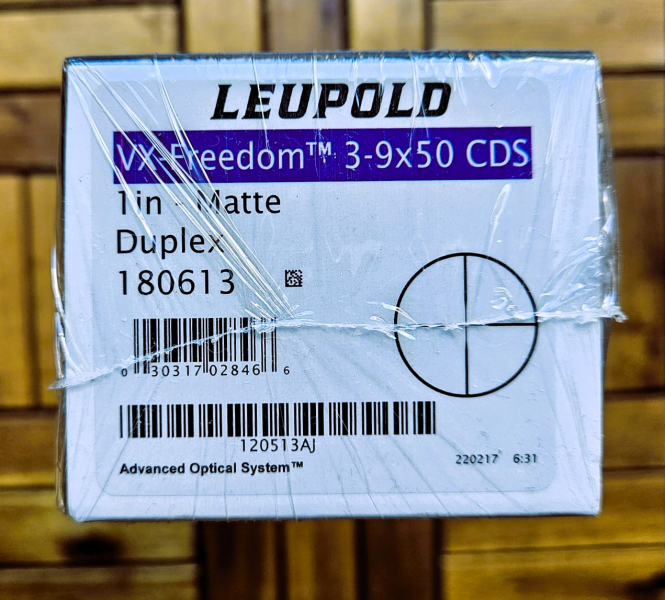 LEUPOLD
VX-Freedom™ 3-9x50 CDS
1in - Matte
Duplex
180613
0 30317 02846 6
120513AJ
Advanced Optical System™
220217 6:31